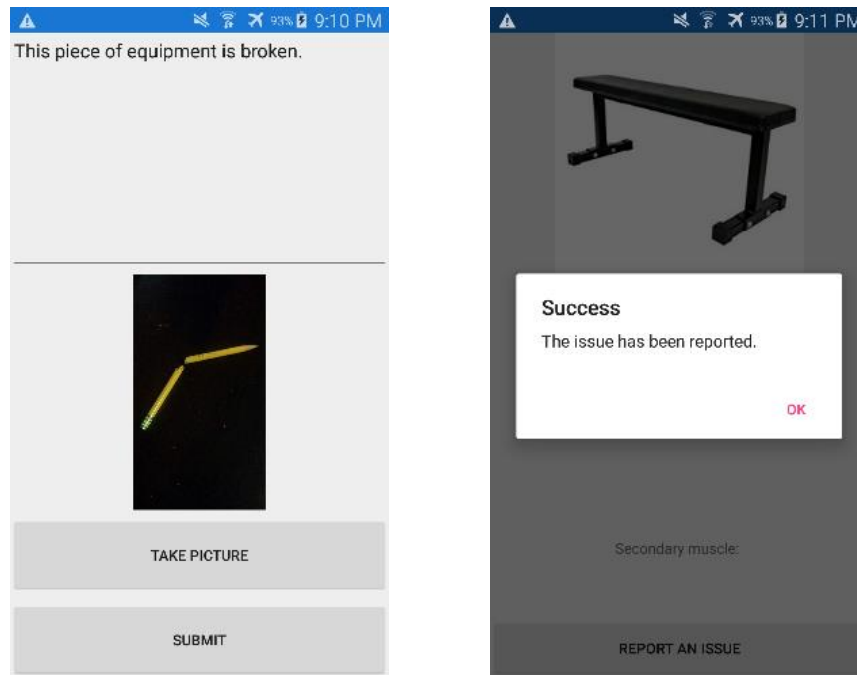 93% 9:10 PM
This piece of equipment is broken.
TAKE PICTURE
SUBMIT
93% 9:11 PM
Success
The issue has been reported.
OK
Secondary muscle:
REPORT AN ISSUE